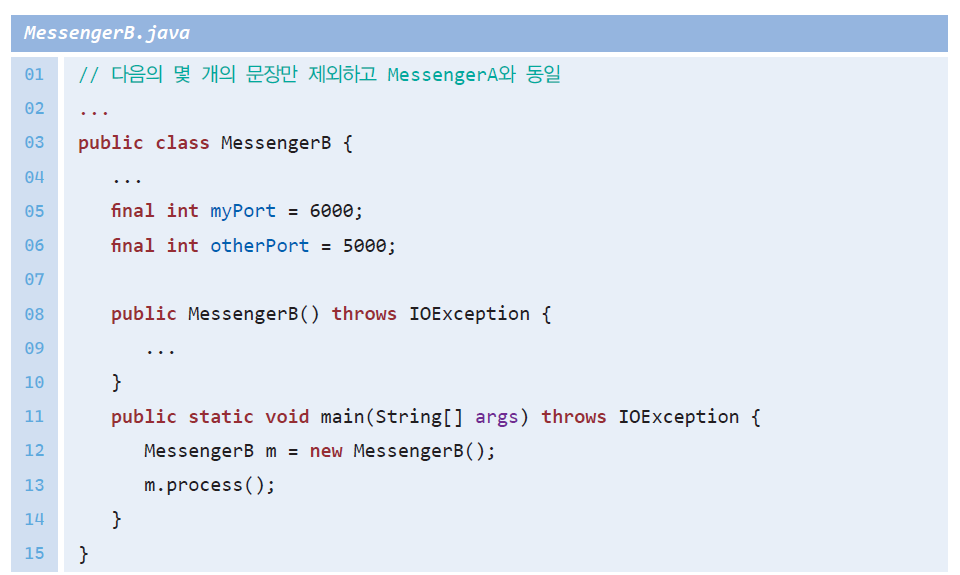 MessengerB.java
01 // 다음의 몇 개의 문장만 제외하고 MessengerA와 동일
02 ...
03 public class MessengerB {
04 ...
05 final int myPort = 6000;
06 final int otherPort = 5000;
07
08 public MessengerB() throws IOException {
09 ...
10 }
11 public static void main(String[] args) throws IOException {
12 MessengerB m = new MessengerB();
13 m.process();
14 }
15 }